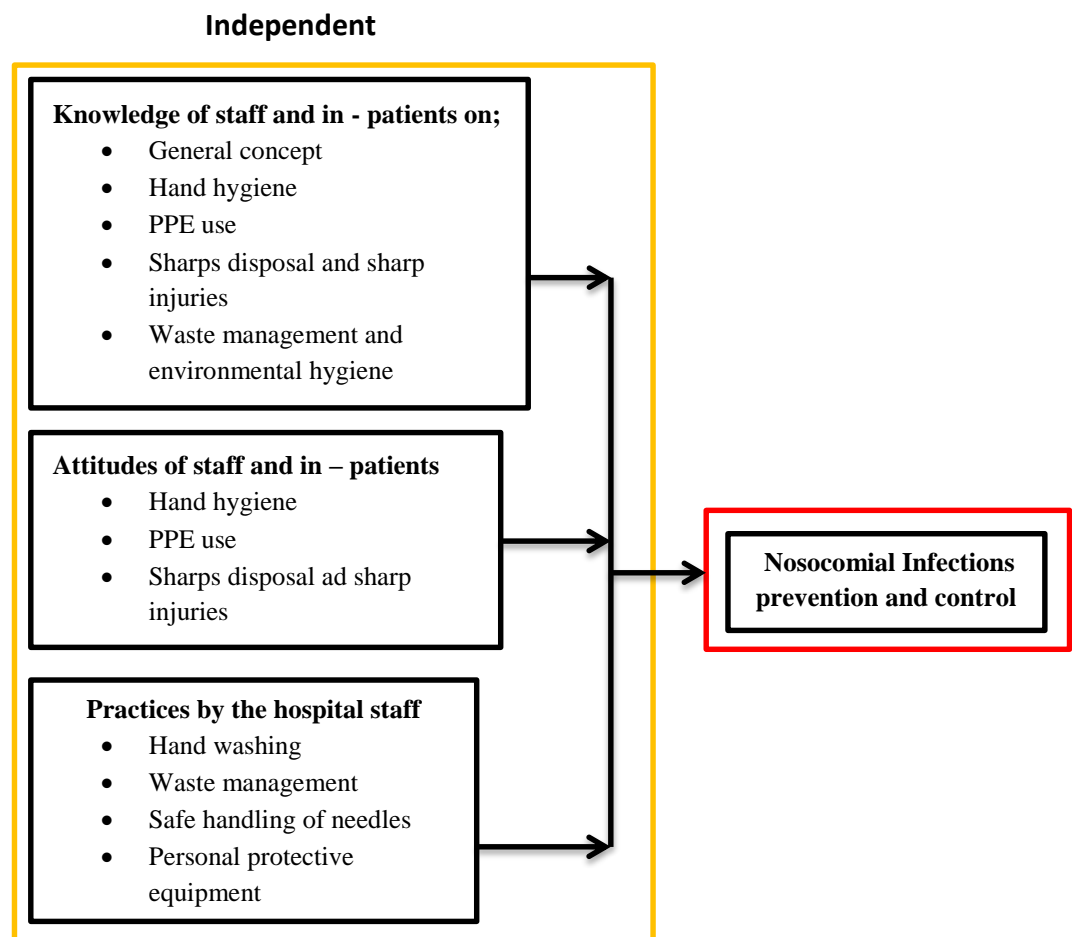 Independent
Knowledge of staff and in - patients on;
• General concept
• Hand hygiene
• PPE use
• Sharps disposal and sharp
injuries
• Waste management and
environmental hygiene
Attitudes of staff and in – patients
• Hand hygiene
• PPE use
• Sharps disposal ad sharp
injuries
Practices by the hospital staff
• Hand washing
• Waste management
• Safe handling of needles
• Personal protective
equipment
Nosocomial Infections
prevention and control